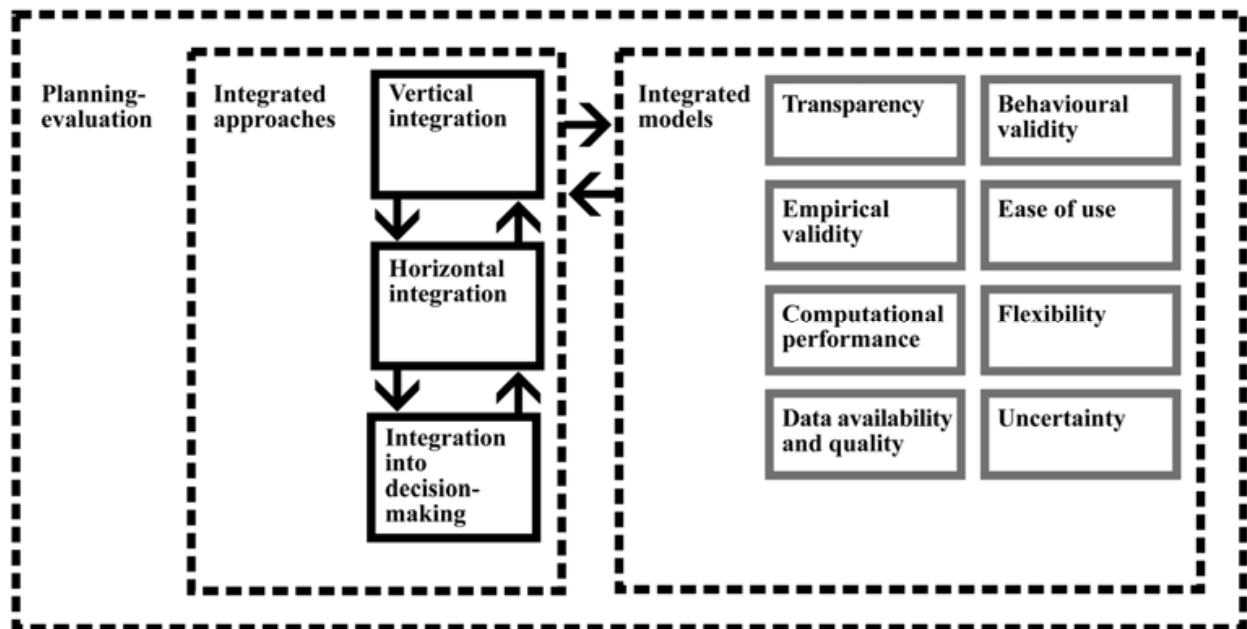 Planning-
evaluation
Integrated
approaches
Vertical
integration
Horizontal
integration
Integration
into
decision-
making
Integrated
models
Transparency
Behavioural
validity
Empirical
validity
Ease of use
Computational
performance
Flexibility
Data availability
and quality
Uncertainty